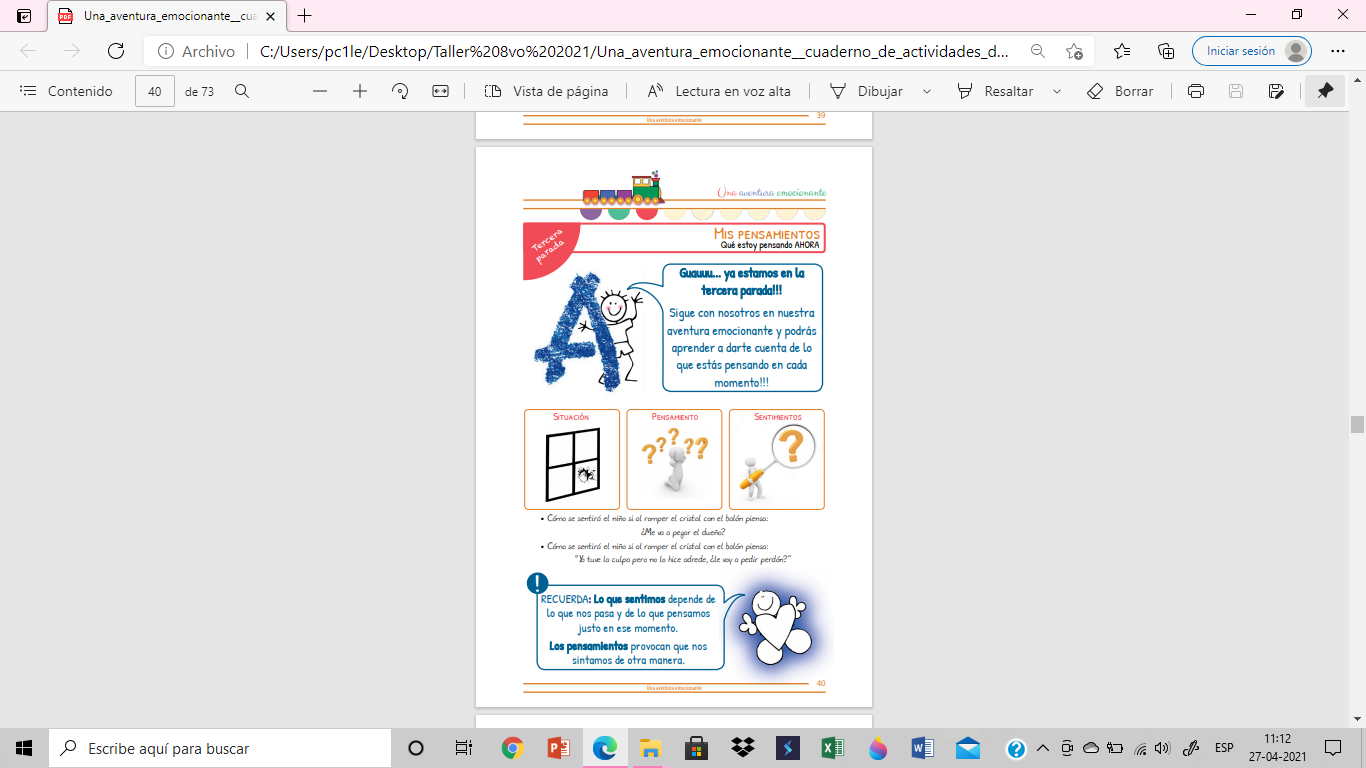 Una_aventura_emocionante__cua
Archivo
C:/Users/pc1le/Desktop/Taller%208vo%202021/Una_aventura_emocionante__cuaderno_de_actividades_d...
Iniciar sesión
Contenido
40
de 73
Vista de página
Lectura en voz alta
Dibujar
Resaltar
Borrar
Una aventura emocionante
39
Una aventura emocionante
Tercera
parada
MIS PENSAMIENTOS
Qué estoy pensando AHORA
Guauuu... ya estamos en la
tercera parada!!!
Sigue con nosotros en nuestra
aventura emocionante y podrás
aprender a darte cuenta de lo
que estás pensando en cada
momento!!!
A
SITUACIÓN
PENSAMIENTO
SENTIMIENTOS
? ? ? ? ?
?
• Cómo se sentirá el niño si al romper el cristal con el balón piensa:
¿Me va a pegar el dueño?
• Cómo se sentirá el niño si al romper el cristal con el balón piensa:
"Yo tuve la culpa pero no lo hice adrede, ¿le voy a pedir perdón?"
!
RECUERDA: Lo que sentimos depende de
lo que nos pasa y de lo que pensamos
justo en ese momento.
Los pensamientos provocan que nos
sintamos de otra manera.
Una aventura emocionante
40
Escribe aquí para buscar
ESP
11:12
27-04-2021